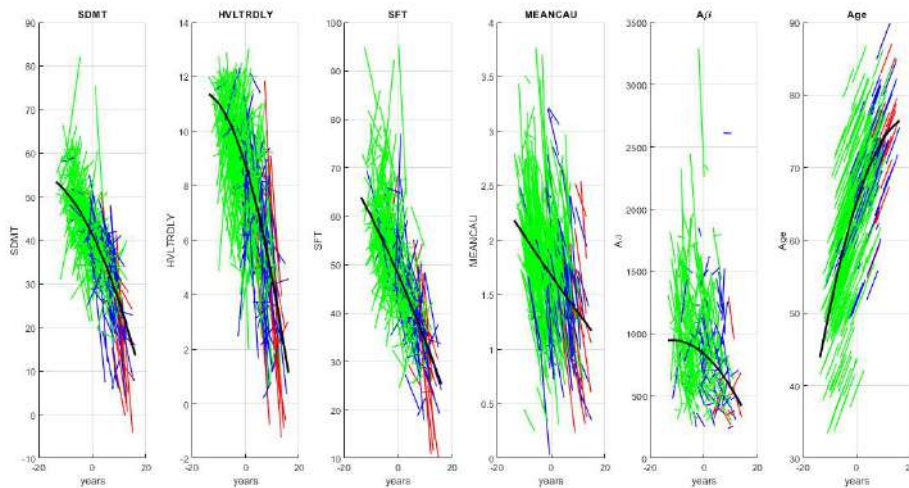 SDMT
90
80
70
60
50
40
30
20
10
0
-10
SDMT
-20 0 20
years
HVLTRDLY
14
12
10
8
6
4
2
0
-2
HVLTRDLY
-20 0 20
years
SFT
100
90
80
70
60
50
40
30
20
10
SFT
-20 0 20
years
MEANCAU
4
3.5
3
2.5
2
1.5
1
0.5
0
MEANCAU
-20 0 20
years
Aβ
3500
3000
2500
2000
1500
1000
500
0
Aβ
-20 0 20
years
Age
90
80
70
60
50
40
30
Age
-20 0 20
years